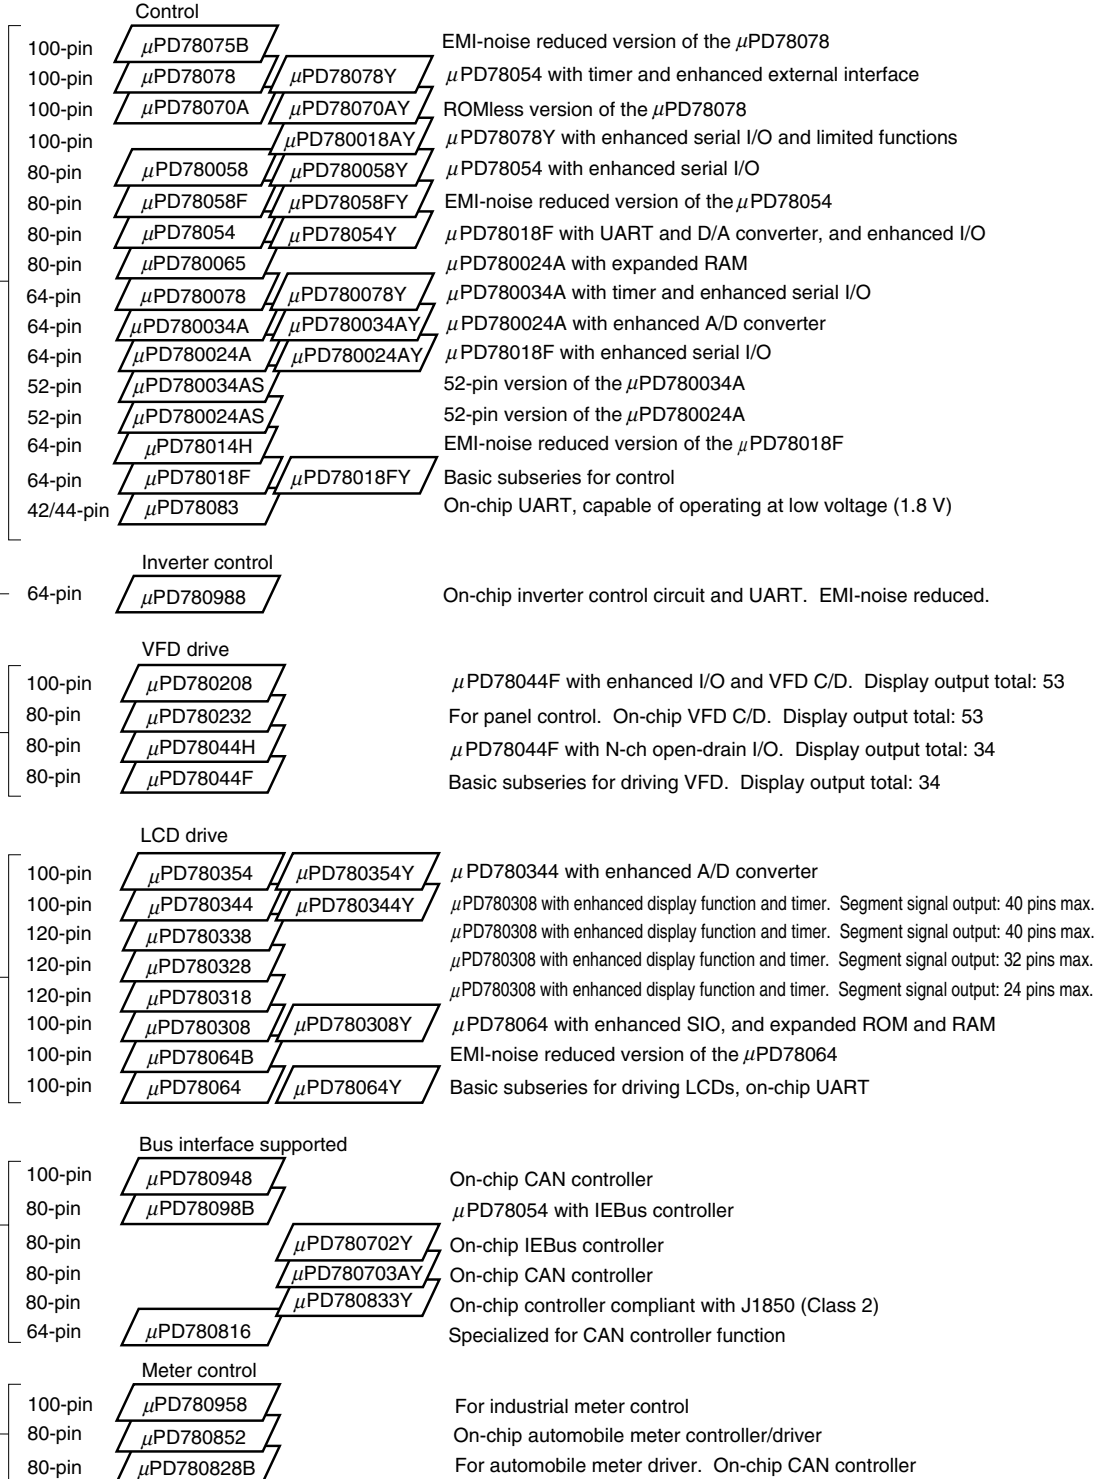 Control
100-pin μPD78075B EMI-noise reduced version of the μPD78078
100-pin μPD78078 μPD78078Y μPD78054 with timer and enhanced external interface
100-pin μPD78070A μPD78070AY ROMless version of the μPD78078
100-pin μPD780018AY μPD78078Y with enhanced serial I/O and limited functions
80-pin μPD780058 μPD780058Y μPD78054 with enhanced serial I/O
80-pin μPD78058F μPD78058FY EMI-noise reduced version of the μPD78054
80-pin μPD78054 μPD78054Y μPD78018F with UART and D/A converter, and enhanced I/O
80-pin μPD780065 μPD780024A with expanded RAM
64-pin μPD780078 μPD780078Y μPD780034A with timer and enhanced serial I/O
64-pin μPD780034A μPD780034AY μPD780024A with enhanced A/D converter
64-pin μPD780024A μPD780024AY μPD78018F with enhanced serial I/O
52-pin μPD780034AS 52-pin version of the μPD780034A
52-pin μPD780024AS 52-pin version of the μPD780024A
64-pin μPD78014H EMI-noise reduced version of the μPD78018F
64-pin μPD78018F μPD78018FY Basic subseries for control
42/44-pin μPD78083 On-chip UART, capable of operating at low voltage (1.8 V)
Inverter control
64-pin μPD780988 On-chip inverter control circuit and UART. EMI-noise reduced.
VFD drive
100-pin μPD780208 μPD78044F with enhanced I/O and VFD C/D. Display output total: 53
80-pin μPD780232 For panel control. On-chip VFD C/D. Display output total: 53
80-pin μPD78044H μPD78044F with N-ch open-drain I/O. Display output total: 34
80-pin μPD78044F Basic subseries for driving VFD. Display output total: 34
LCD drive
100-pin μPD780354 μPD780354Y μPD780344 with enhanced A/D converter
100-pin μPD780344 μPD780344Y μPD780308 with enhanced display function and timer. Segment signal output: 40 pins max.
120-pin μPD780338 μPD780308 with enhanced display function and timer. Segment signal output: 40 pins max.
120-pin μPD780328 μPD780308 with enhanced display function and timer. Segment signal output: 32 pins max.
120-pin μPD780318 μPD780308 with enhanced display function and timer. Segment signal output: 24 pins max.
100-pin μPD780308 μPD780308Y μPD78064 with enhanced SIO, and expanded ROM and RAM
100-pin μPD78064B EMI-noise reduced version of the μPD78064
100-pin μPD78064 μPD78064Y Basic subseries for driving LCDs, on-chip UART
Bus interface supported
100-pin μPD780948 On-chip CAN controller
80-pin μPD78098B μPD78054 with IEBus controller
80-pin μPD780702Y On-chip IEBus controller
80-pin μPD780703AY On-chip CAN controller
80-pin μPD780833Y On-chip controller compliant with J1850 (Class 2)
64-pin μPD780816 Specialized for CAN controller function
Meter control
100-pin μPD780958 For industrial meter control
80-pin μPD780852 On-chip automobile meter controller/driver
80-pin μPD780828B For automobile meter driver. On-chip CAN controller